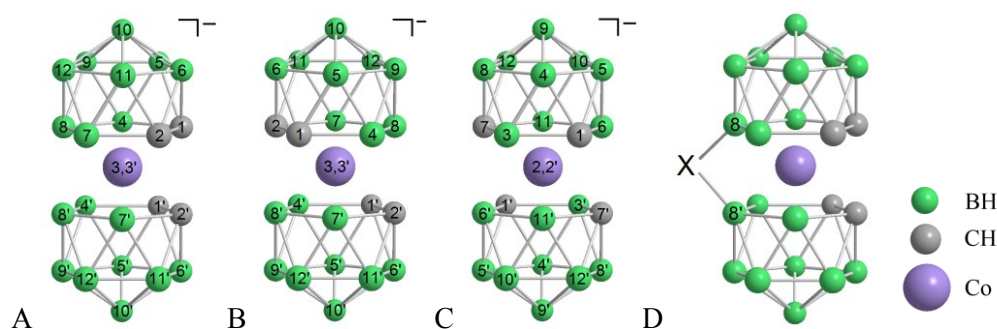 10 ⌉− 10 ⌉− 9 ⌉−
12 9 11 5 6 6 11 5 12 9 8 12 4 10 5
8 7 4 2 1 2 1 7 4 8 7 3 11 1 6 8
3,3' 3,3' 2,2' X
8' 4' 7' 1' 2' 8' 4' 7' 1' 2' 6' 1' 11' 3' 7' 8'
9' 12' 5' 11' 6' 9' 12' 5' 11' 6' 5' 10' 4' 12' 8'
10' 10' 9'
A B C D
BH
CH
Co